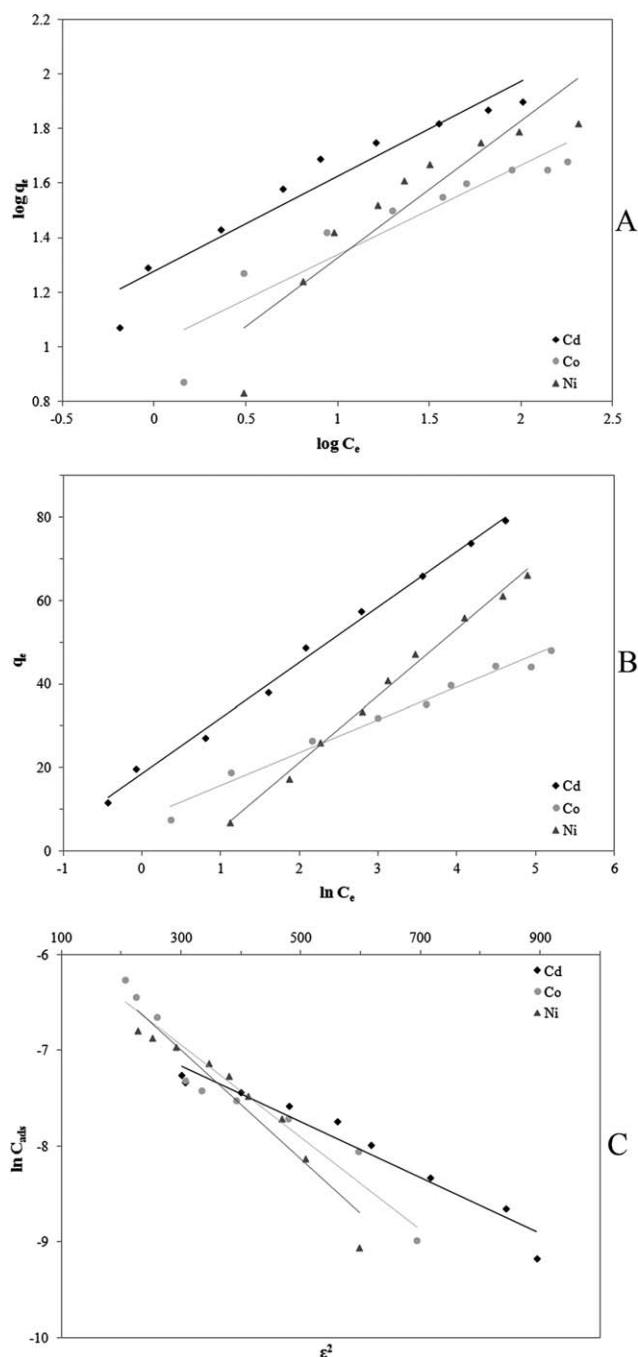 2.2
2
1.8
1.6
1.4
1.2
1
0.8
log qe
-0.5 0 0.5 1 1.5 2 2.5
log Ce
Cd
Co
Ni
A
80
60
40
20
0
qe
-1 0 1 2 3 4 5 6
ln Ce
Cd
Co
Ni
B
100 300 500 700 900
-6
-7
-8
-9
-10
ln Cads
Cd
Co
Ni
C
ε²